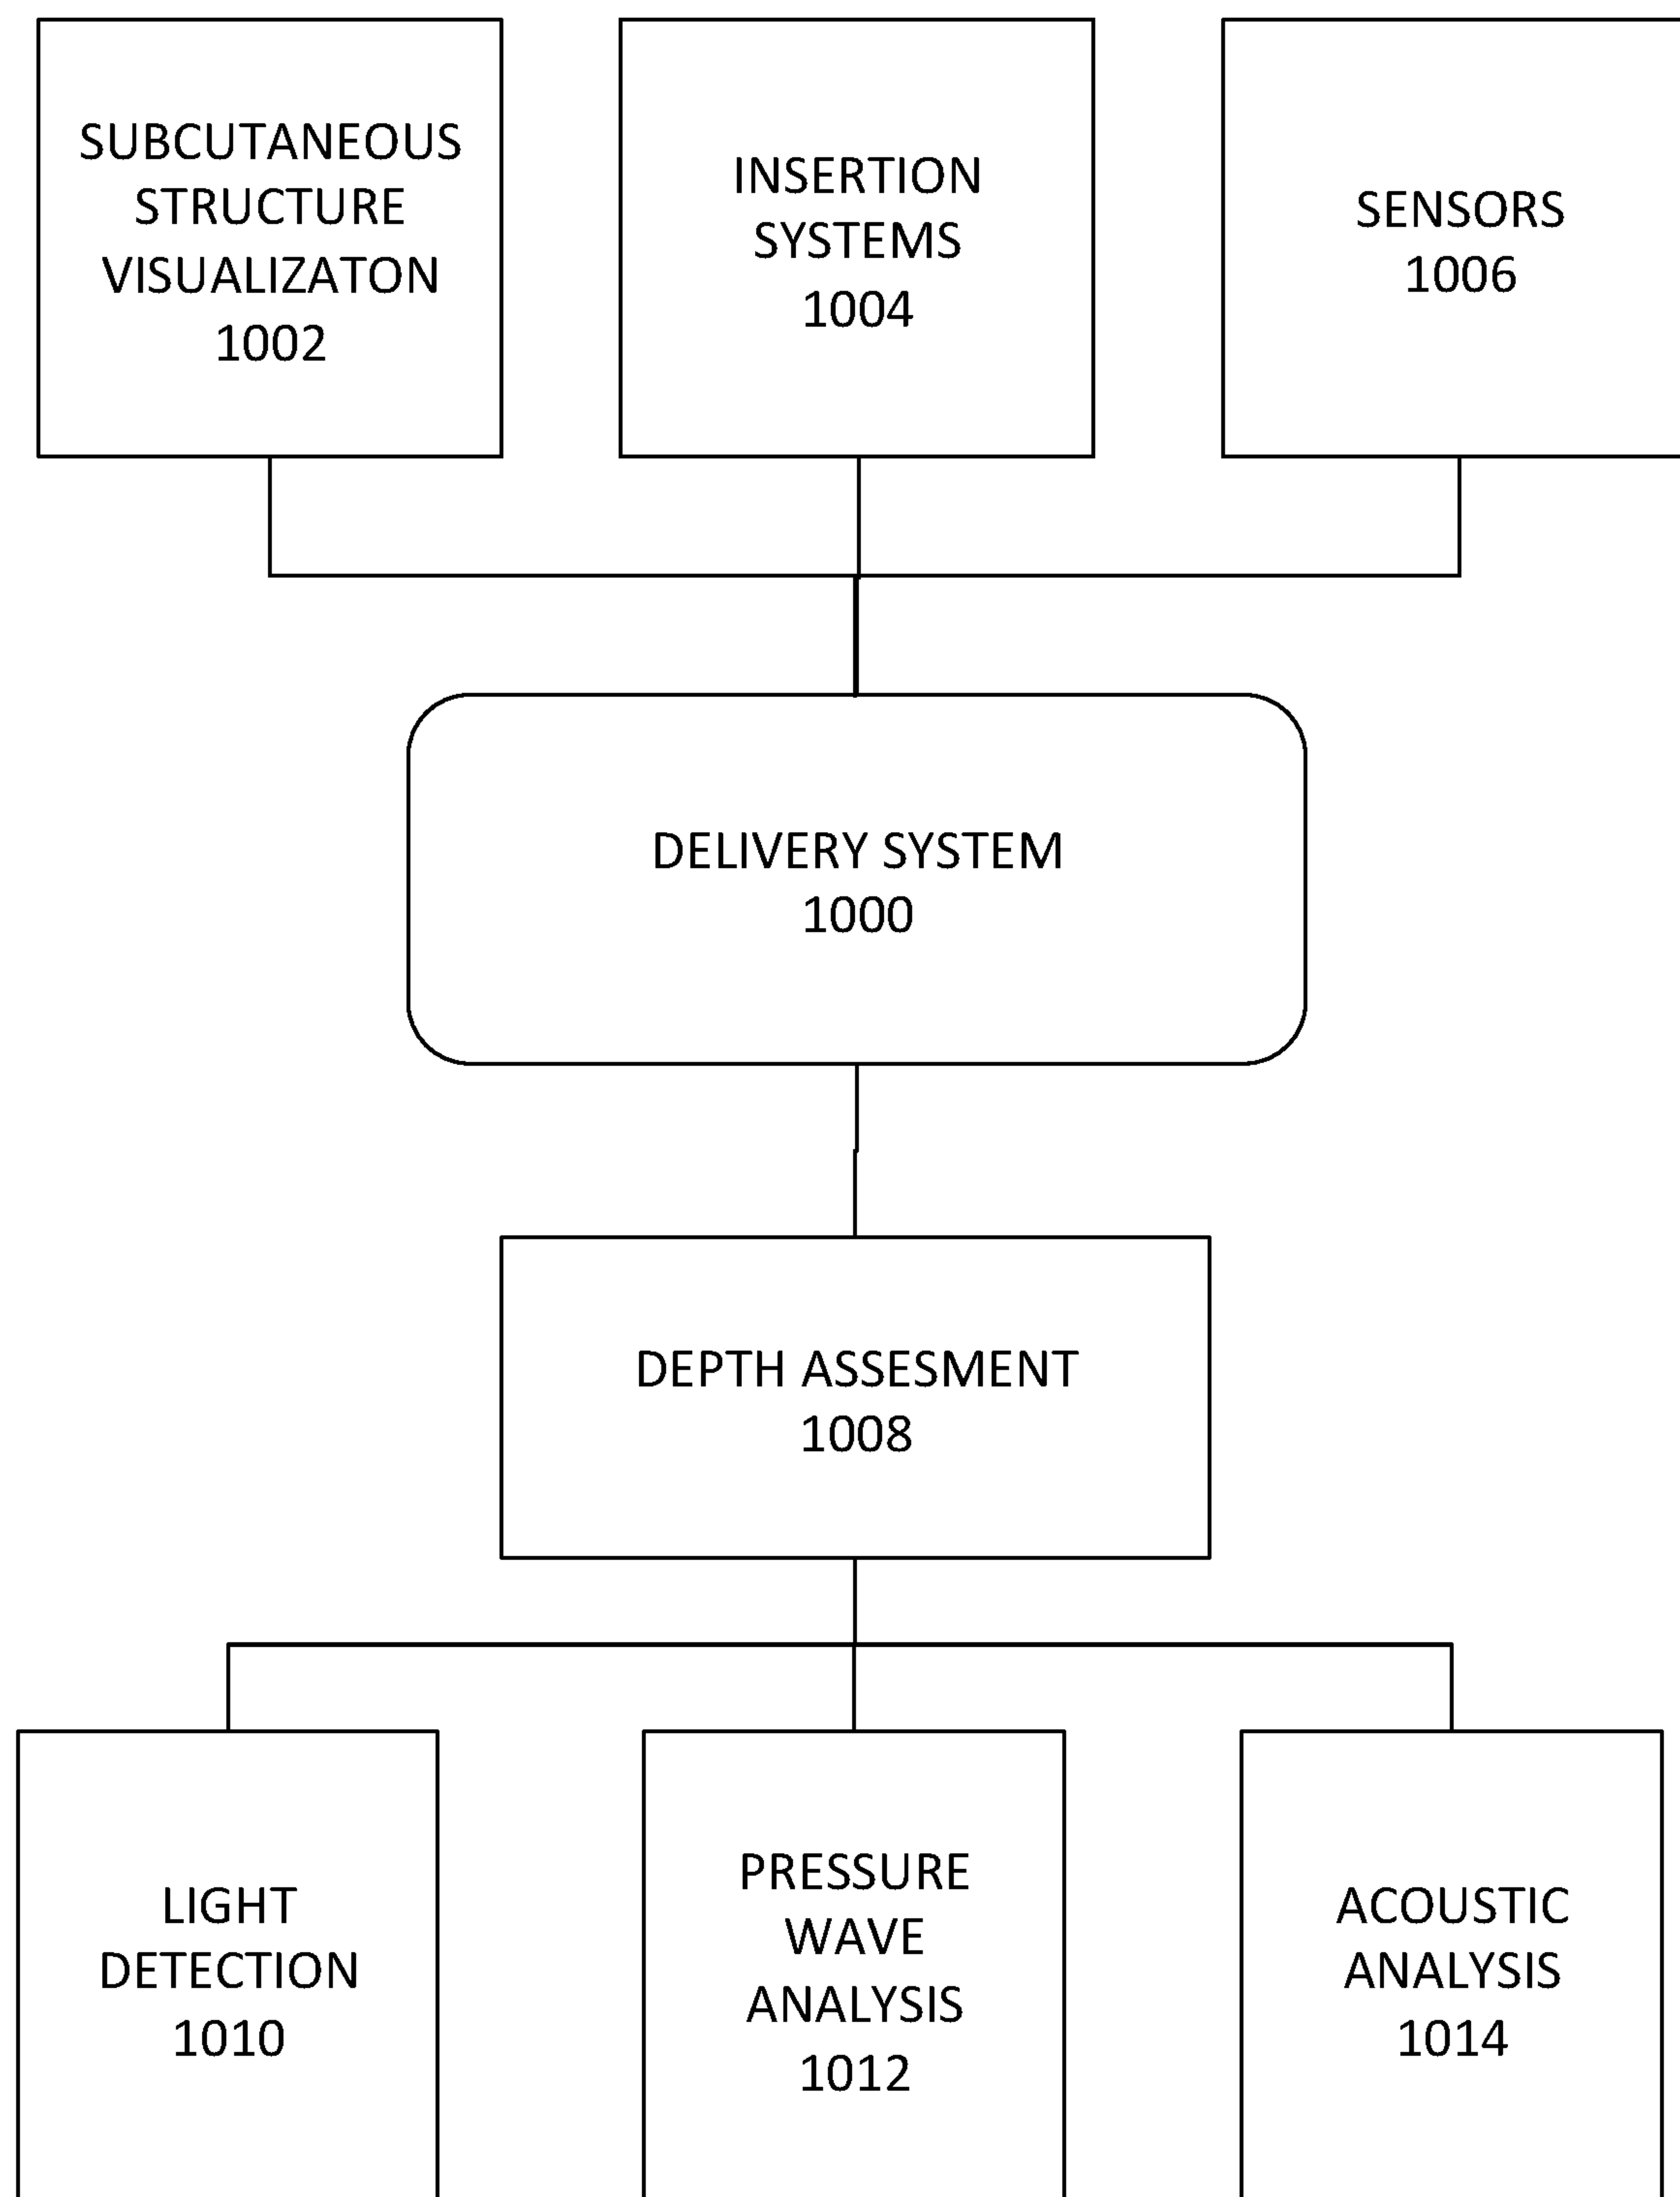 SUBCUTANEOUS
STRUCTURE
VISUALIZATON
1002
INSERTION
SYSTEMS
1004
SENSORS
1006
DELIVERY SYSTEM
1000
DEPTH ASSESMENT
1008
LIGHT
DETECTION
1010
PRESSURE
WAVE
ANALYSIS
1012
ACOUSTIC
ANALYSIS
1014